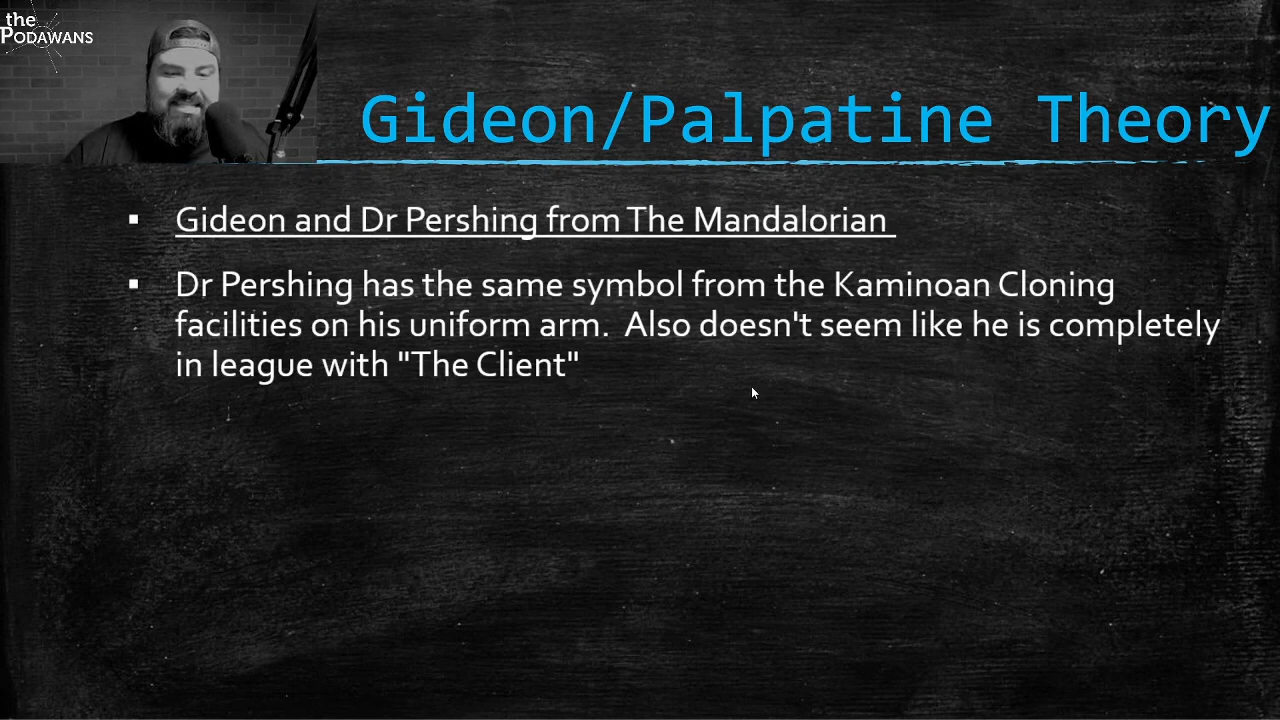 the
PODAWANS
Gideon/Palpatine Theory
▪ Gideon and Dr Pershing from The Mandalorian
▪ Dr Pershing has the same symbol from the Kaminoan Cloning
facilities on his uniform arm.  Also doesn't seem like he is completely
in league with "The Client"